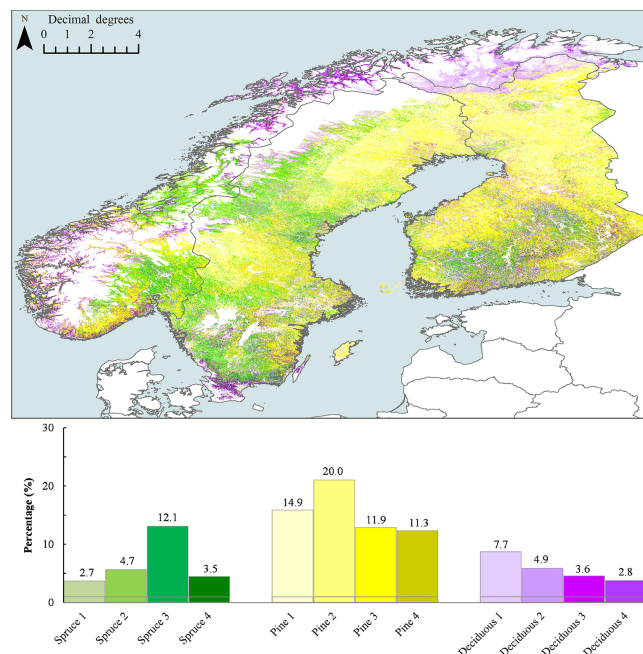 N
Decimal degrees
0 2 4
30
20
10
0
Percentage (%)
2.7
4.7
12.1
3.5
14.9
20.0
11.9
11.3
7.7
4.9
3.6
2.8
Spruce 1
Spruce 2
Spruce 3
Spruce 4
Pine 1
Pine 2
Pine 3
Pine 4
Deciduous 1
Deciduous 2
Deciduous 3
Deciduous 4